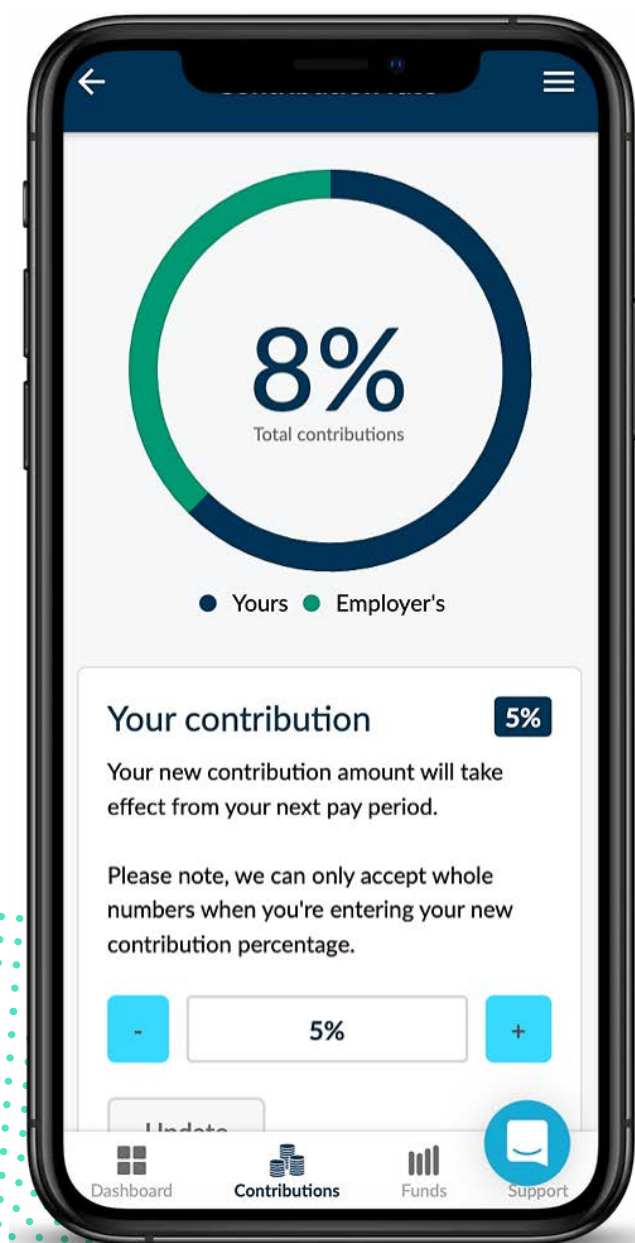 8%
Total contributions
Yours Employer's
Your contribution 5%
Your new contribution amount will take
effect from your next pay period.
Please note, we can only accept whole
numbers when you're entering your new
contribution percentage.
- 5% +
Update
Dashboard Contributions Funds Support